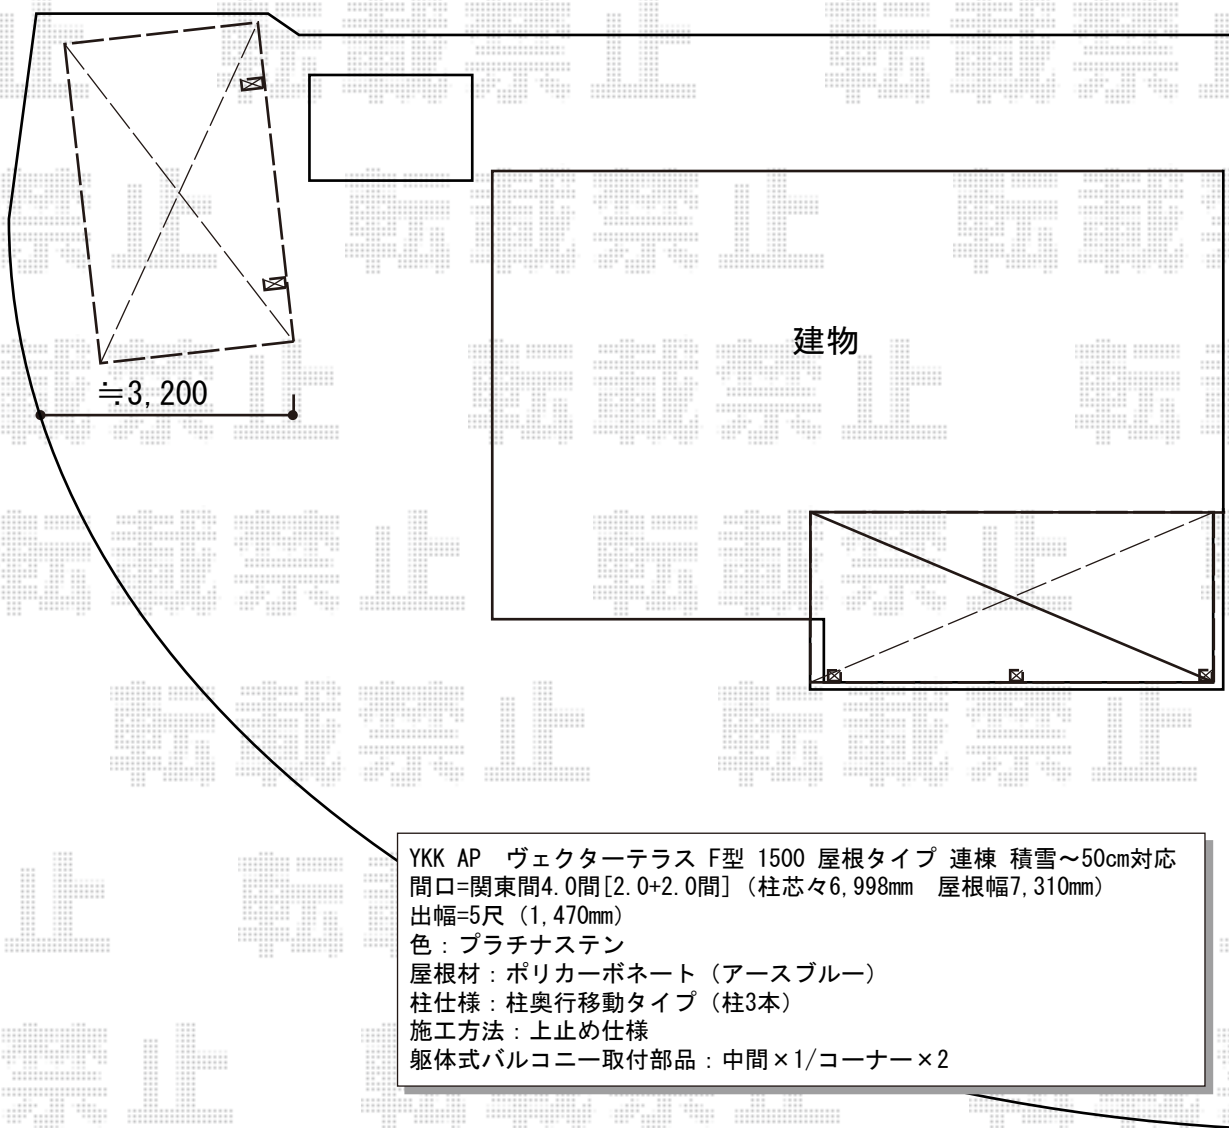 建物
≒3,200
YKK AP　ヴェクターテラス F型 1500 屋根タイプ 連棟 積雪～50cm対応
間口=関東間4.0間[2.0+2.0間]（柱芯々6,998mm　屋根幅7,310mm）
出幅=5尺（1,470mm）
色：プラチナステン
屋根材：ポリカーボネート（アースブルー）
柱仕様：柱奥行移動タイプ（柱3本）
施工方法：上止め仕様
躯体式バルコニー取付部品：中間×1/コーナー×2
転載禁止